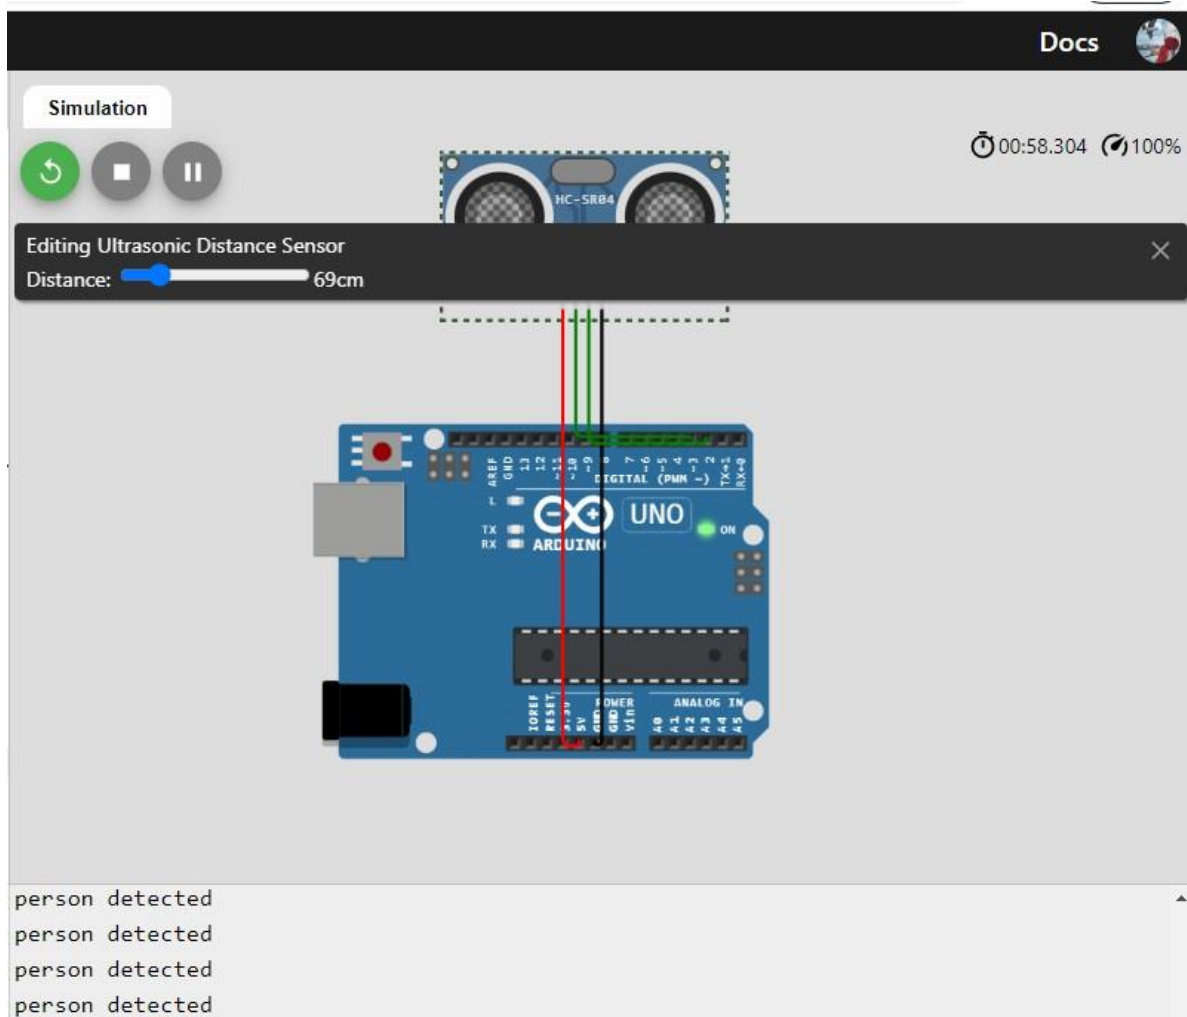 Docs
Simulation
00:58.304 100%
HC-SR04
Editing Ultrasonic Distance Sensor
Distance: 69cm
AREF
GND
13
12
~11
~10
~9
8
7
~6
~5
4
~3
2
TX→1
RX←0
DIGITAL (PWM ~)
L
TX
RX
UNO
ON
ARDUINO
IOREF
RESET
3.3V
5V
GND
GND
Vin
POWER
ANALOG IN
A0
A1
A2
A3
A4
A5
person detected
person detected
person detected
person detected